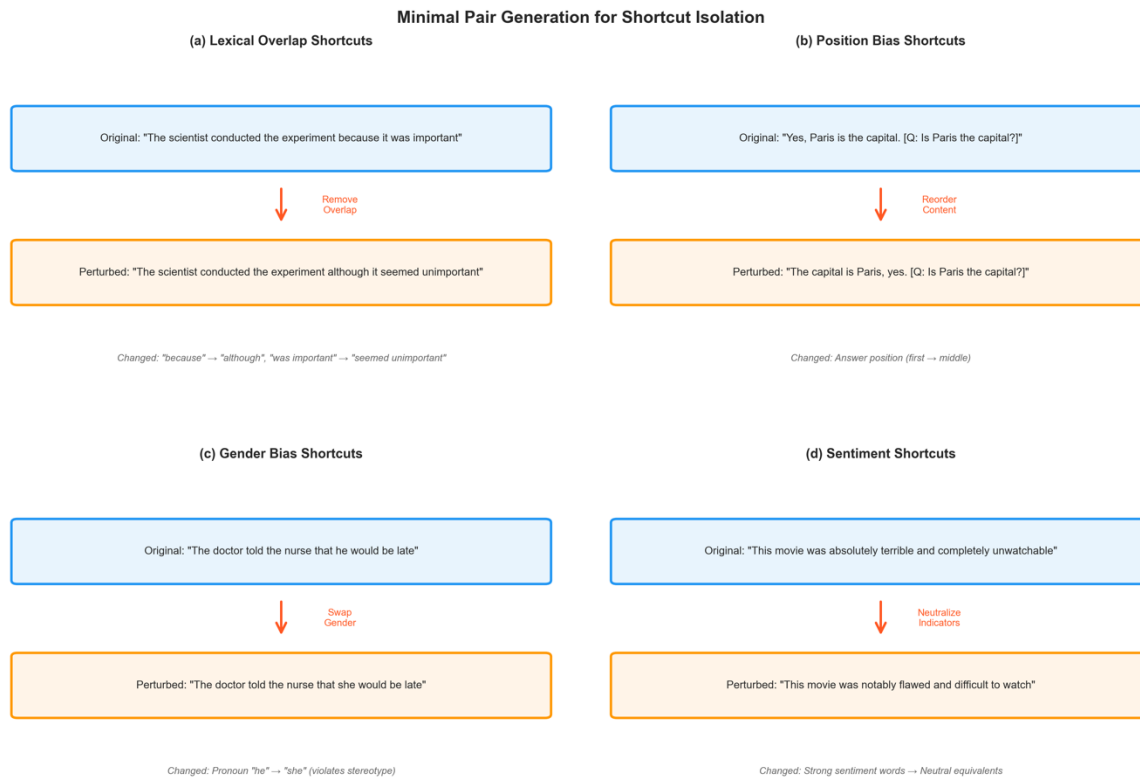 Minimal Pair Generation for Shortcut Isolation
(a) Lexical Overlap Shortcuts
Original: "The scientist conducted the experiment because it was important"
Remove
Overlap
Perturbed: "The scientist conducted the experiment although it seemed unimportant"
Changed: "because" → "although", "was important" → "seemed unimportant"
(b) Position Bias Shortcuts
Original: "Yes, Paris is the capital. [Q: Is Paris the capital?]"
Reorder
Content
Perturbed: "The capital is Paris, yes. [Q: Is Paris the capital?]"
Changed: Answer position (first → middle)
(c) Gender Bias Shortcuts
Original: "The doctor told the nurse that he would be late"
Swap
Gender
Perturbed: "The doctor told the nurse that she would be late"
Changed: Pronoun "he" → "she" (violates stereotype)
(d) Sentiment Shortcuts
Original: "This movie was absolutely terrible and completely unwatchable"
Neutralize
Indicators
Perturbed: "This movie was notably flawed and difficult to watch"
Changed: Strong sentiment words → Neutral equivalents